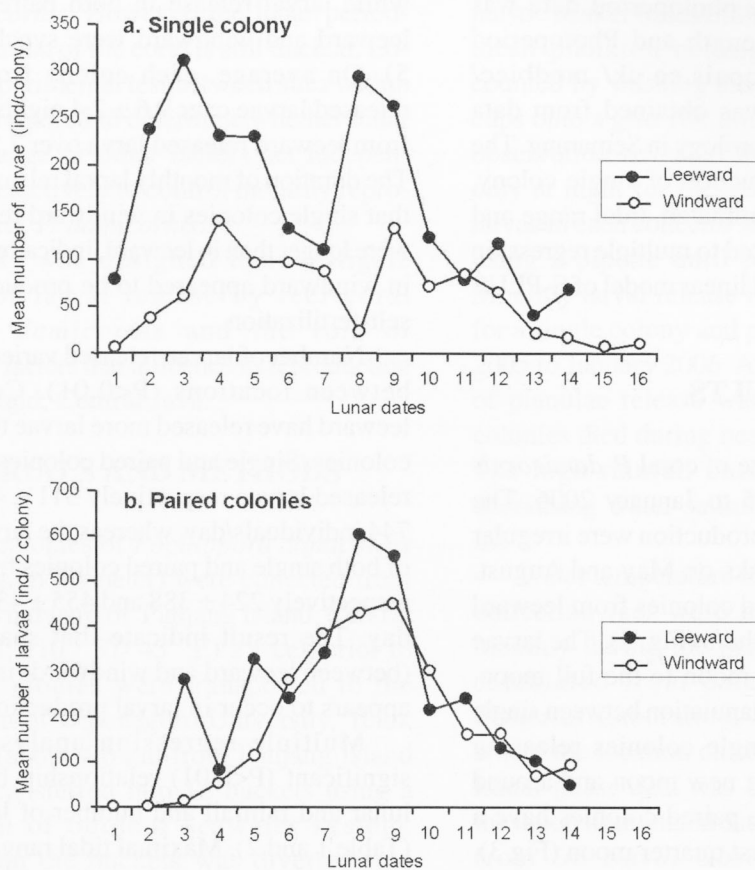 a. Single colony
Mean number of larvae (ind/colony)
350
300
250
200
150
100
50
0
1 2 3 4 5 6 7 8 9 10 11 12 13 14 15 16
Lunar dates
Leeward
Windward
b. Paired colonies
Mean number of larvae (ind/ 2 colony)
700
600
500
400
300
200
100
0
1 2 3 4 5 6 7 8 9 10 11 12 13 14 15 16
Lunar dates
Leeward
Windward